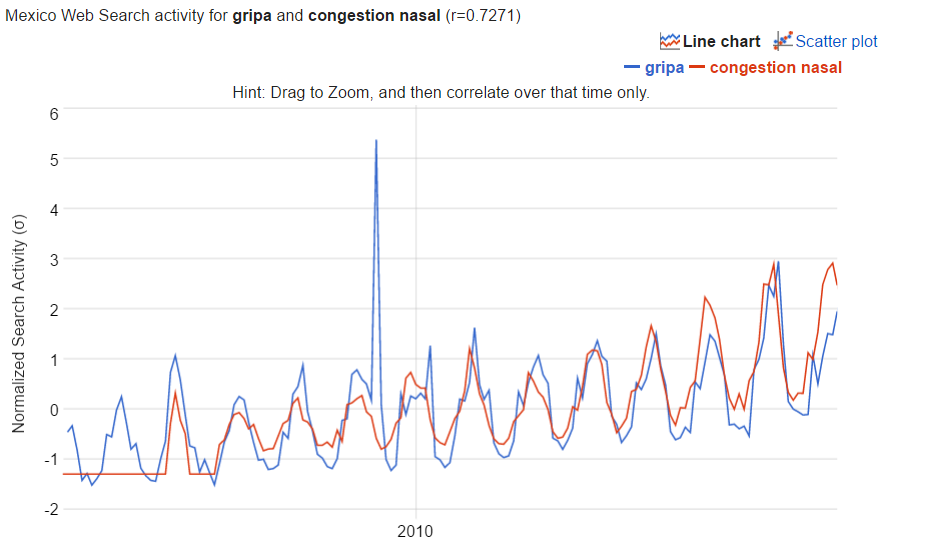 Mexico Web Search activity for gripa and congestion nasal (r=0.7271)
Line chart Scatter plot
gripa congestion nasal
Hint: Drag to Zoom, and then correlate over that time only.
Normalized Search Activity (σ)
6
5
4
3
2
1
0
-1
-2
2010